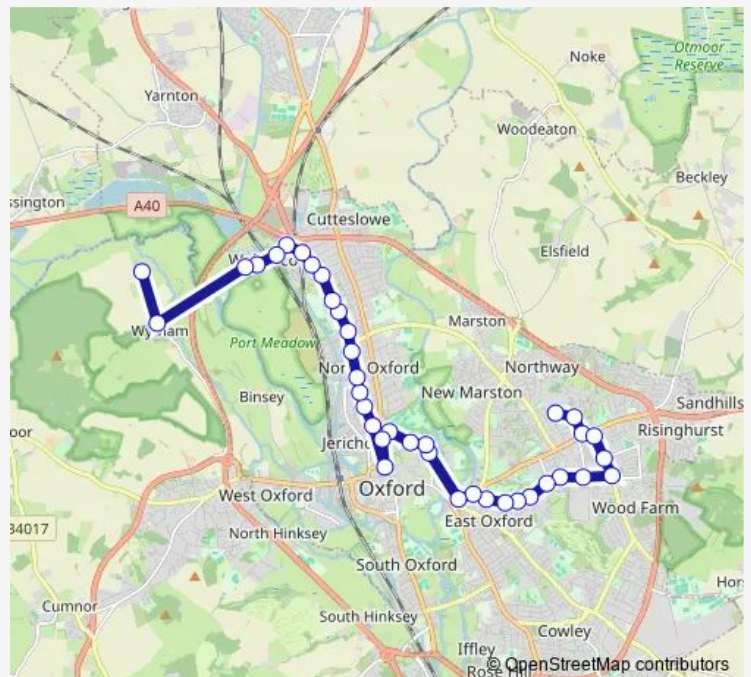 Otmoor
Reserve
Noke
Yarnton
Woodeaton
Beckley
ssington
A40
Cutteslowe
Elsfield
Marston
Port Meadow
Oxford
Northway
Binsey
New Marston
Sandhills
Risinghurst
oor
West Oxford
Oxford
Wood Farm
East Oxford
34017
North Hinksey
South Oxford
Hor
Cumnor
South Hinksey
Cowley
Iffley
© OpenStreetMap contributors